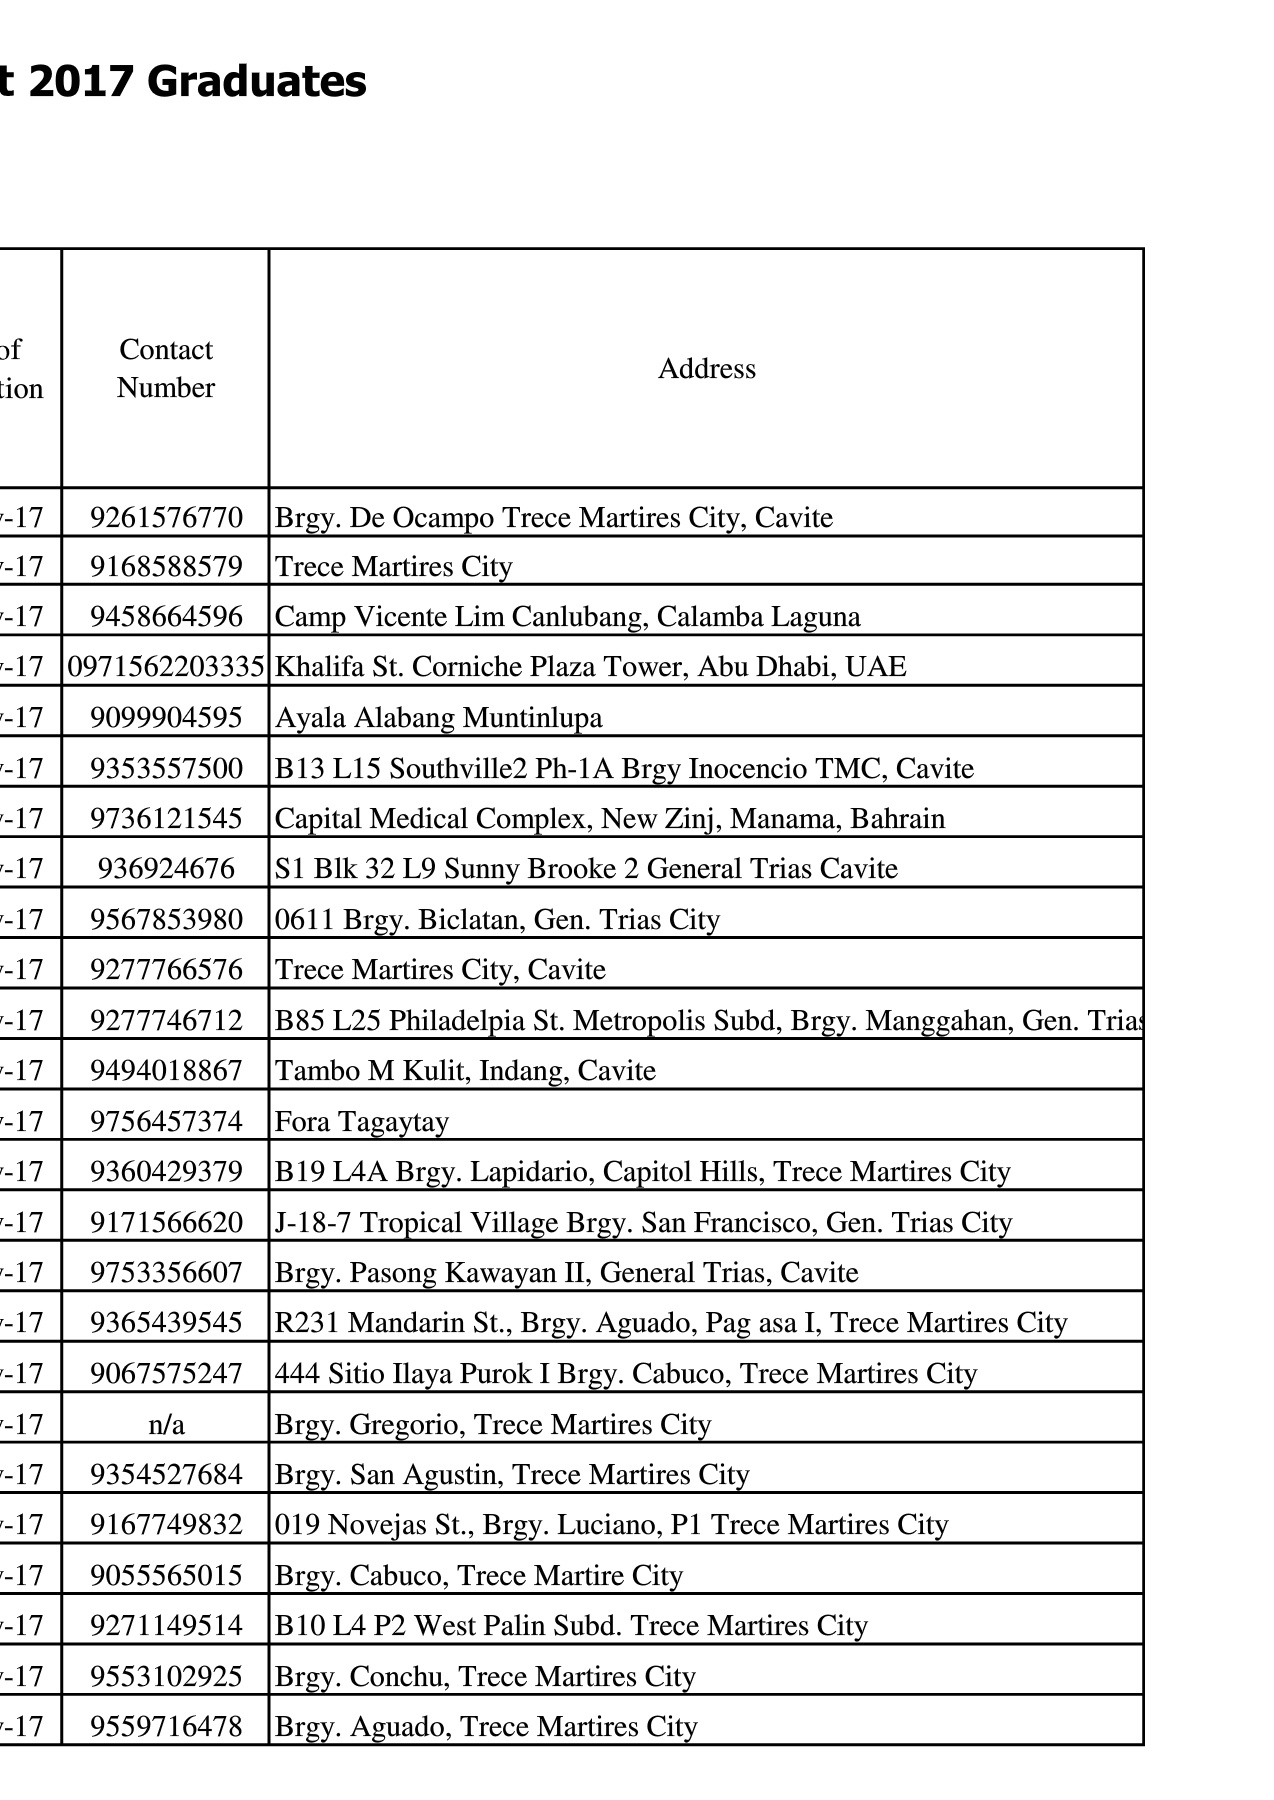 t 2017 Graduates
of
tion
Contact
Number
Address
-17 9261576770 Brgy. De Ocampo Trece Martires City, Cavite
-17 9168588579 Trece Martires City
-17 9458664596 Camp Vicente Lim Canlubang, Calamba Laguna
-17 0971562203335 Khalifa St. Corniche Plaza Tower, Abu Dhabi, UAE
-17 9099904595 Ayala Alabang Muntinlupa
-17 9353557500 B13 L15 Southville2 Ph-1A Brgy Inocencio TMC, Cavite
-17 9736121545 Capital Medical Complex, New Zinj, Manama, Bahrain
-17 936924676 S1 Blk 32 L9 Sunny Brooke 2 General Trias Cavite
-17 9567853980 0611 Brgy. Biclatan, Gen. Trias City
-17 9277766576 Trece Martires City, Cavite
-17 9277746712 B85 L25 Philadelpia St. Metropolis Subd, Brgy. Manggahan, Gen. Trias
-17 9494018867 Tambo M Kulit, Indang, Cavite
-17 9756457374 Fora Tagaytay
-17 9360429379 B19 L4A Brgy. Lapidario, Capitol Hills, Trece Martires City
-17 9171566620 J-18-7 Tropical Village Brgy. San Francisco, Gen. Trias City
-17 9753356607 Brgy. Pasong Kawayan II, General Trias, Cavite
-17 9365439545 R231 Mandarin St., Brgy. Aguado, Pag asa I, Trece Martires City
-17 9067575247 444 Sitio Ilaya Purok I Brgy. Cabuco, Trece Martires City
-17 n/a Brgy. Gregorio, Trece Martires City
-17 9354527684 Brgy. San Agustin, Trece Martires City
-17 9167749832 019 Novejas St., Brgy. Luciano, P1 Trece Martires City
-17 9055565015 Brgy. Cabuco, Trece Martire City
-17 9271149514 B10 L4 P2 West Palin Subd. Trece Martires City
-17 9553102925 Brgy. Conchu, Trece Martires City
-17 9559716478 Brgy. Aguado, Trece Martires City